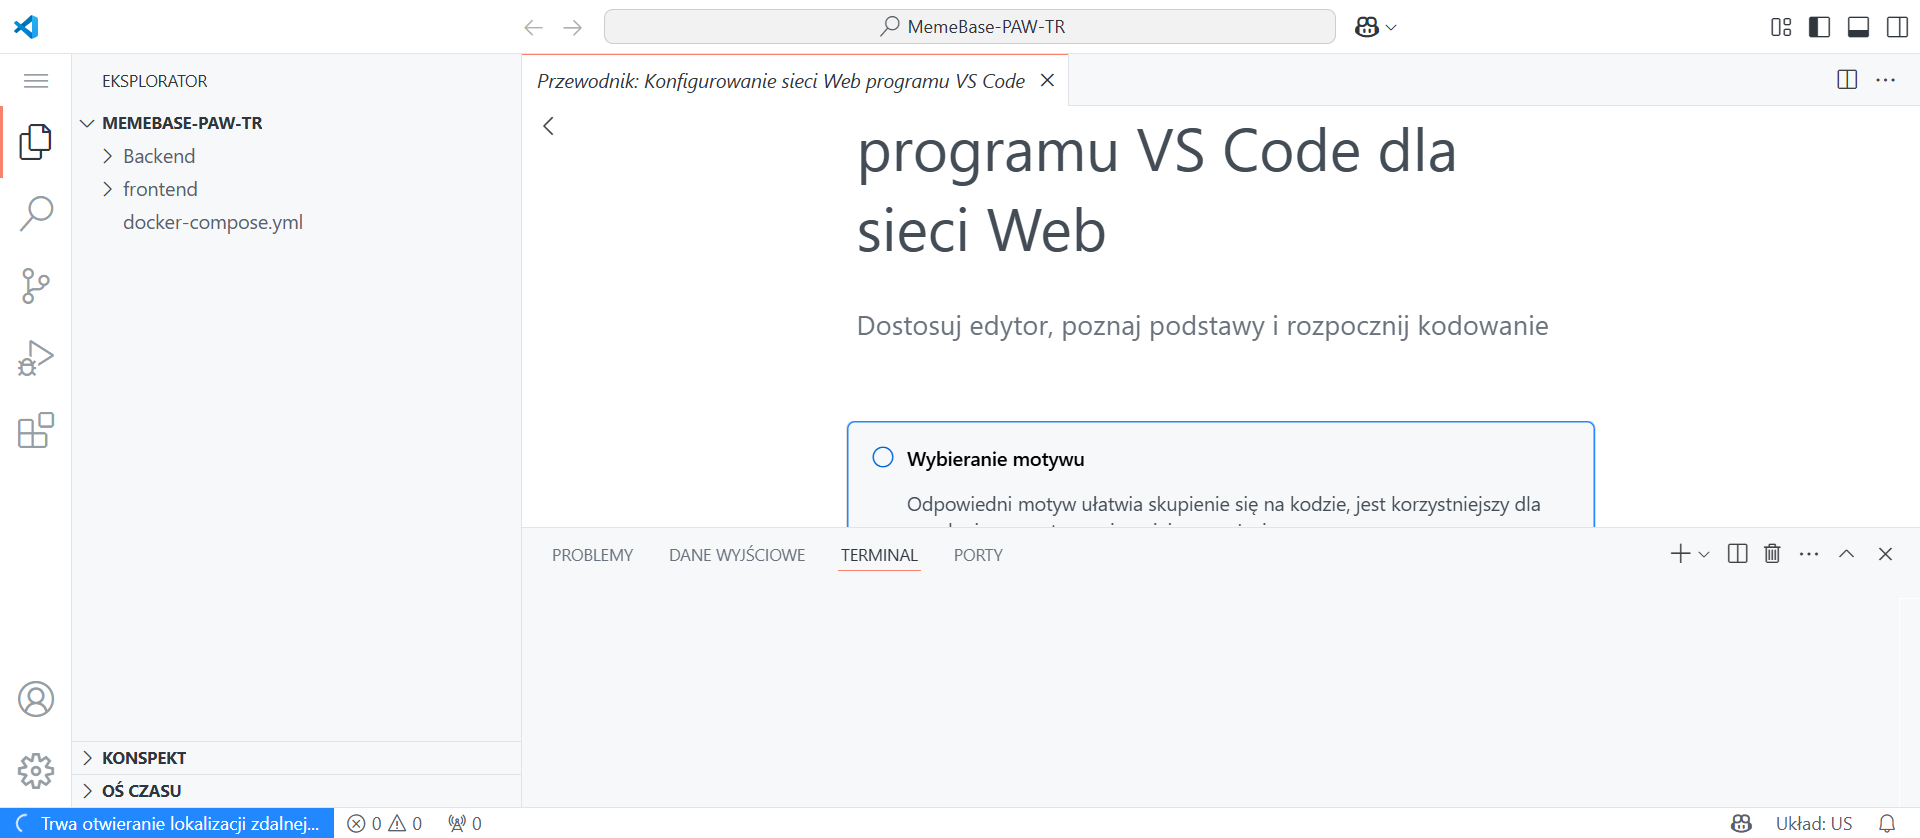 MemeBase-PAW-TR
EKSPLORATOR
MEMEBASE-PAW-TR
Backend
frontend
docker-compose.yml
KONSPEKT
OŚ CZASU
Przewodnik: Konfigurowanie sieci Web programu VS Code
programu VS Code dla
sieci Web
Dostosuj edytor, poznaj podstawy i rozpocznij kodowanie
Wybieranie motywu
Odpowiedni motyw ułatwia skupienie się na kodzie, jest korzystniejszy dla
PROBLEMY DANE WYJŚCIOWE TERMINAL PORTY
Trwa otwieranie lokalizacji zdalnej... 0 0 0 Układ: US